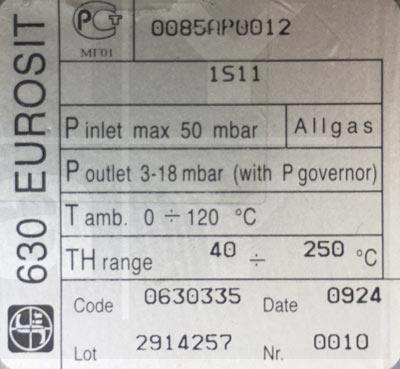 630 EUROSIT
РСТ
МГ01
0085AP0012
1S11
P inlet max 50 mbar Allgas
P outlet 3-18 mbar (with P governor)
T amb. 0 ÷ 120 °C
TH range 40 ÷ 250 °C
Code 0630335 Date 0924
Lot 2914257 Nr. 0010